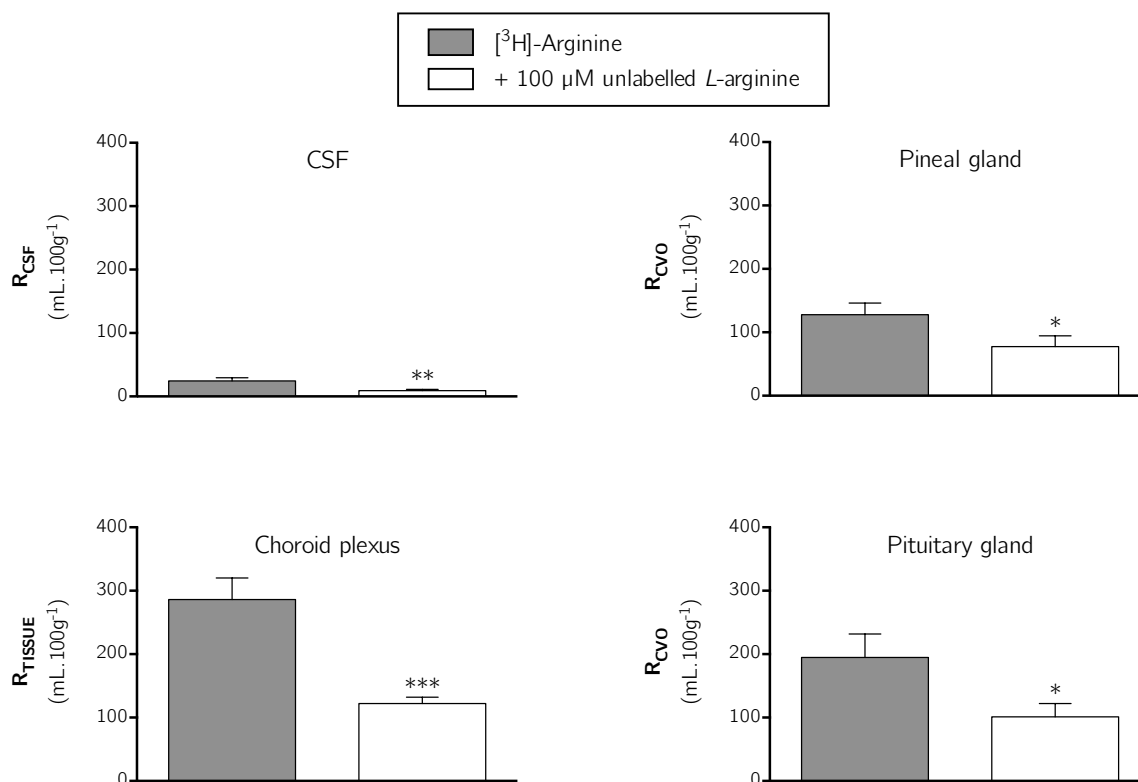 [³H]-Arginine
+ 100 µM unlabelled L-arginine
CSF
400
300
200
100
0
R_CSF
(mL.100g⁻¹)
**
Pineal gland
400
300
200
100
0
R_CVO
(mL.100g⁻¹)
*
Choroid plexus
400
300
200
100
0
R_TISSUE
(mL.100g⁻¹)
***
Pituitary gland
400
300
200
100
0
R_CVO
(mL.100g⁻¹)
*